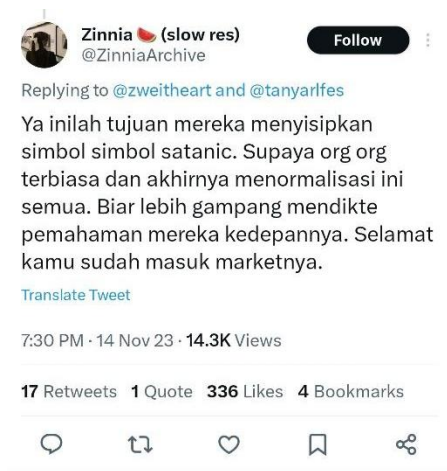 Zinnia 🍉 (slow res)
@ZinniaArchive
Follow
Replying to @zweitheart and @tanyarlfes
Ya inilah tujuan mereka menyisipkan
simbol simbol satanic. Supaya org org
terbiasa dan akhirnya menormalisasi ini
semua. Biar lebih gampang mendikte
pemahaman mereka kedepannya. Selamat
kamu sudah masuk marketnya.
Translate Tweet
7:30 PM · 14 Nov 23 · 14.3K Views
17 Retweets 1 Quote 336 Likes 4 Bookmarks